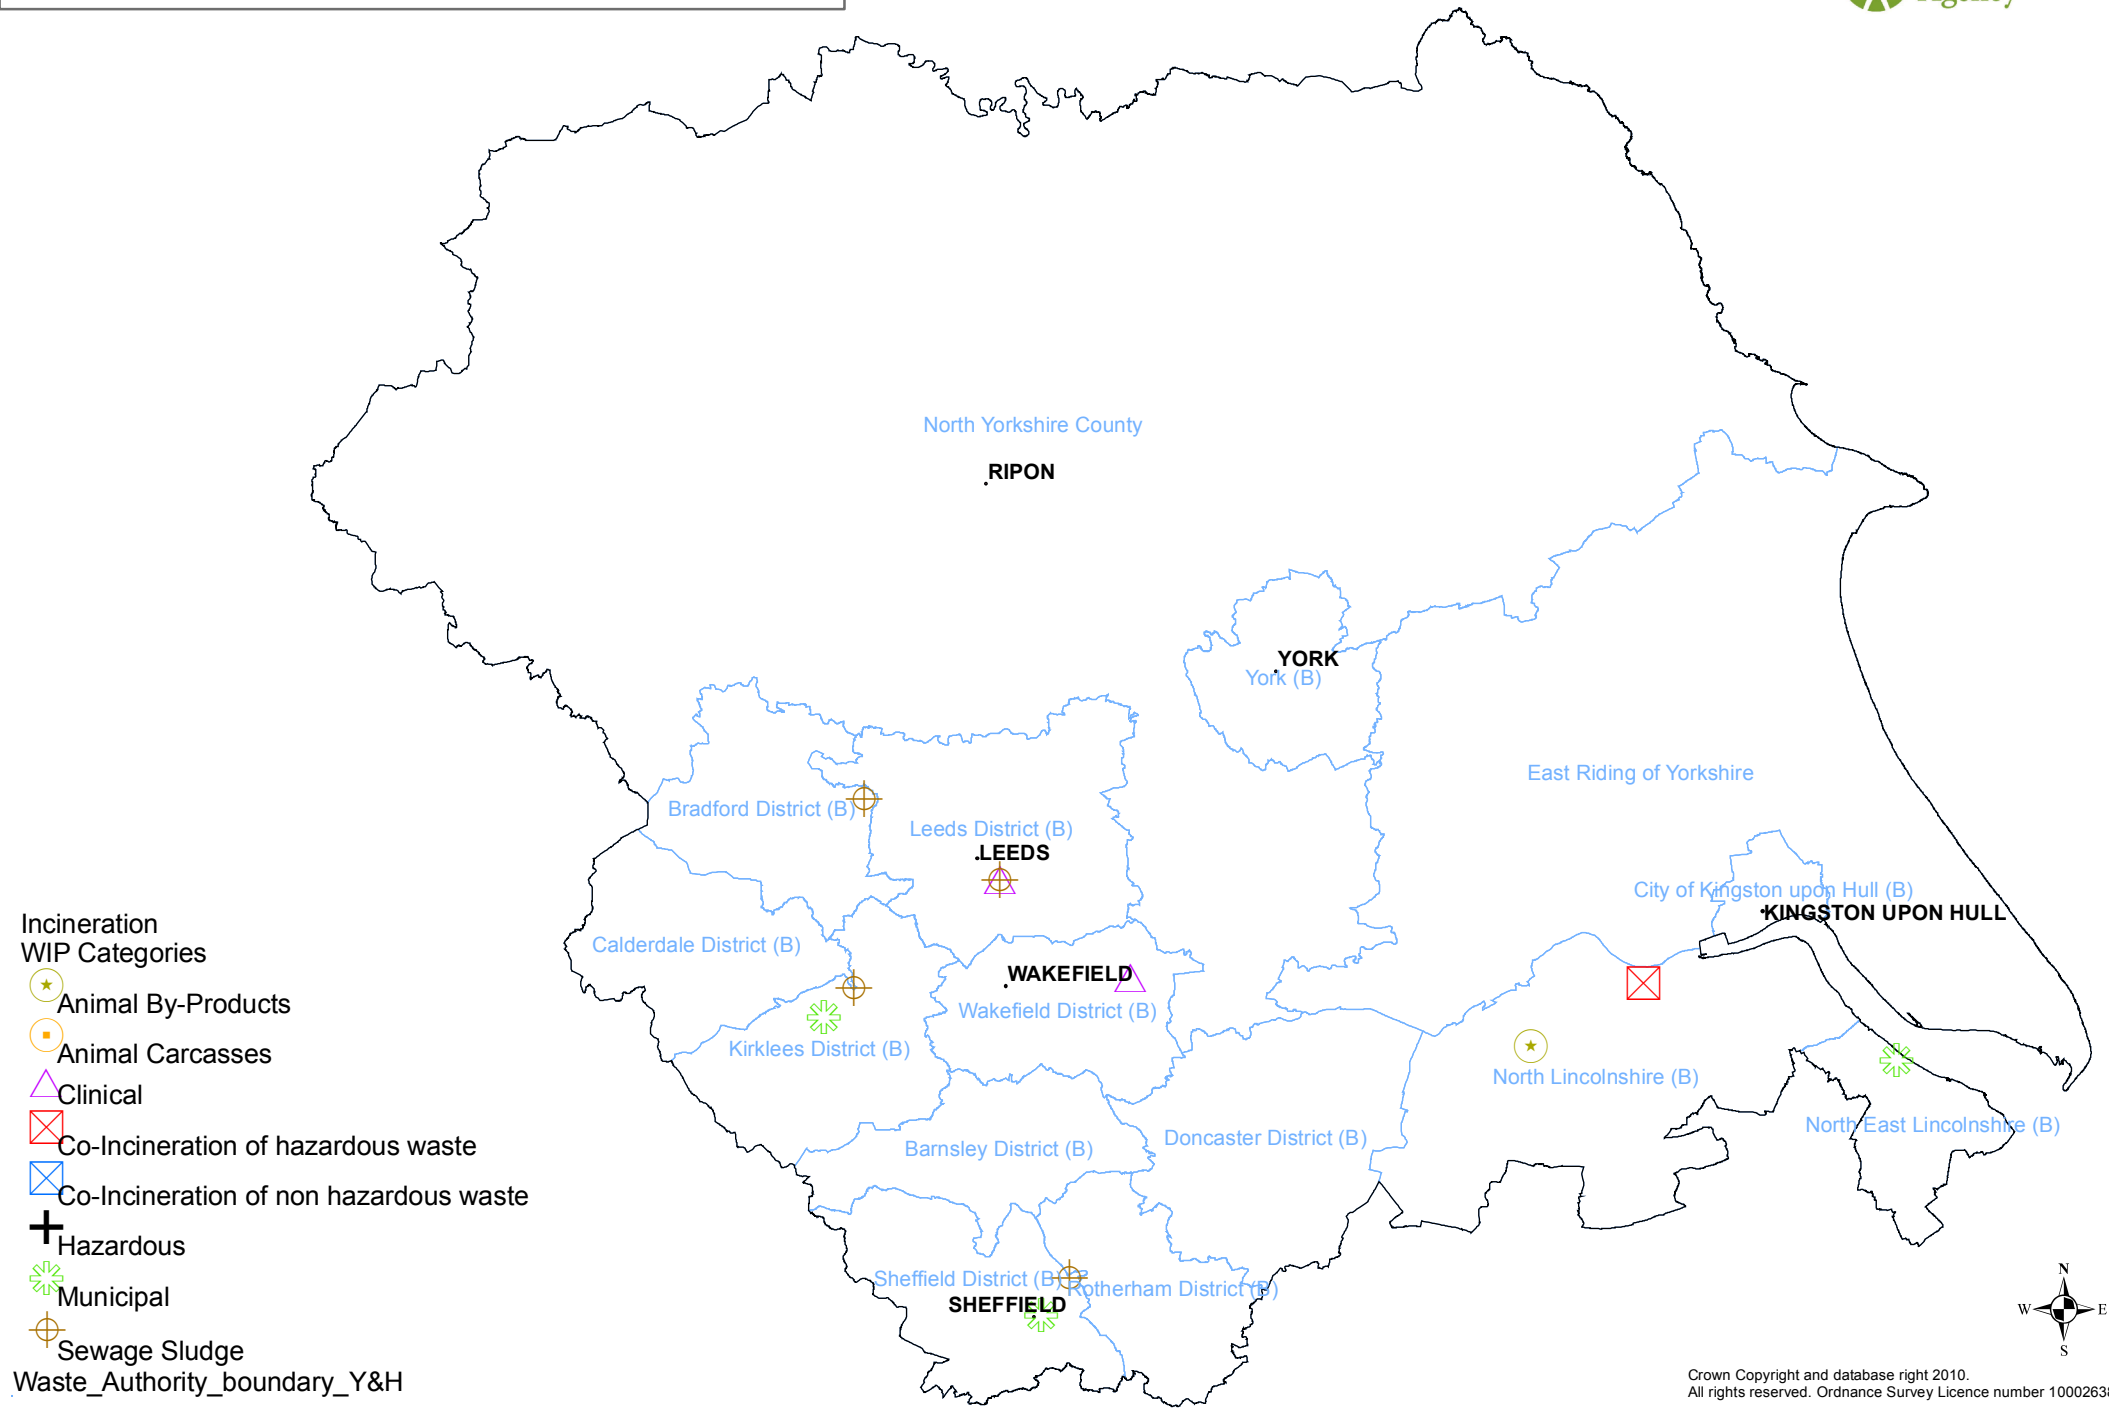 North Yorkshire County
RIPON
YORK
York (B)
East Riding of Yorkshire
Bradford District (B)
Leeds District (B)
LEEDS
City of Kingston upon Hull (B)
KINGSTON UPON HULL
Calderdale District (B)
WAKEFIELD
Wakefield District (B)
Kirklees District (B)
North Lincolnshire (B)
North East Lincolnshire (B)
Barnsley District (B)
Doncaster District (B)
Sheffield District (B)
Rotherham District (B)
SHEFFIELD
Incineration
WIP Categories
Animal By-Products
Animal Carcasses
Clinical
Co-Incineration of hazardous waste
Co-Incineration of non hazardous waste
Hazardous
Municipal
Sewage Sludge
Waste_Authority_boundary_Y&H
N
W E
S
Crown Copyright and database right 2010.
All rights reserved. Ordnance Survey Licence number 10002638